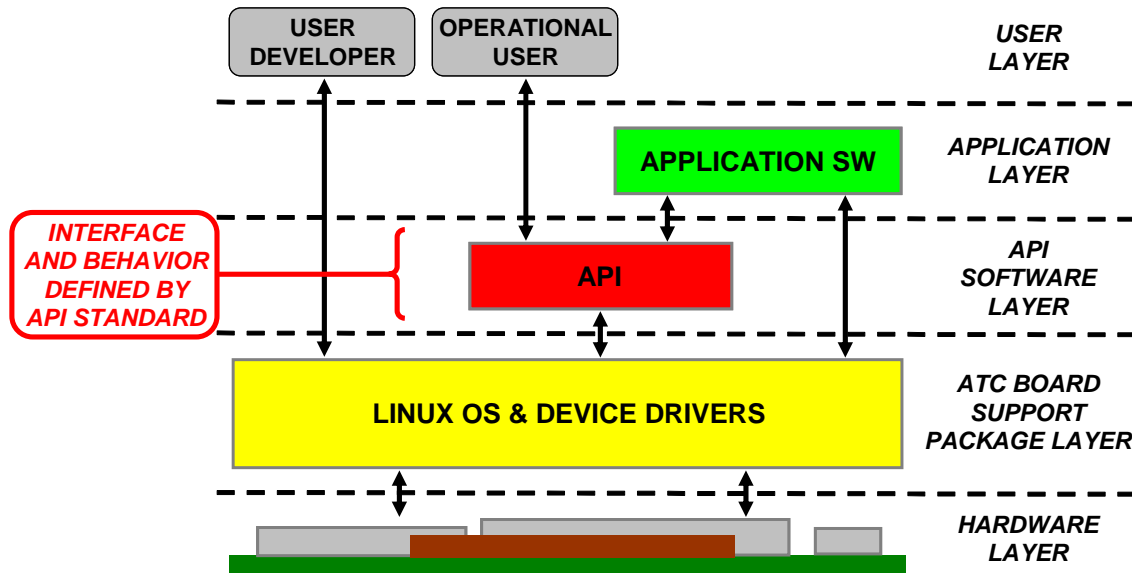 USER
DEVELOPER
OPERATIONAL
USER
USER
LAYER
APPLICATION SW
APPLICATION
LAYER
INTERFACE
AND BEHAVIOR
DEFINED BY
API STANDARD
API
API
SOFTWARE
LAYER
LINUX OS & DEVICE DRIVERS
ATC BOARD
SUPPORT
PACKAGE LAYER
HARDWARE
LAYER